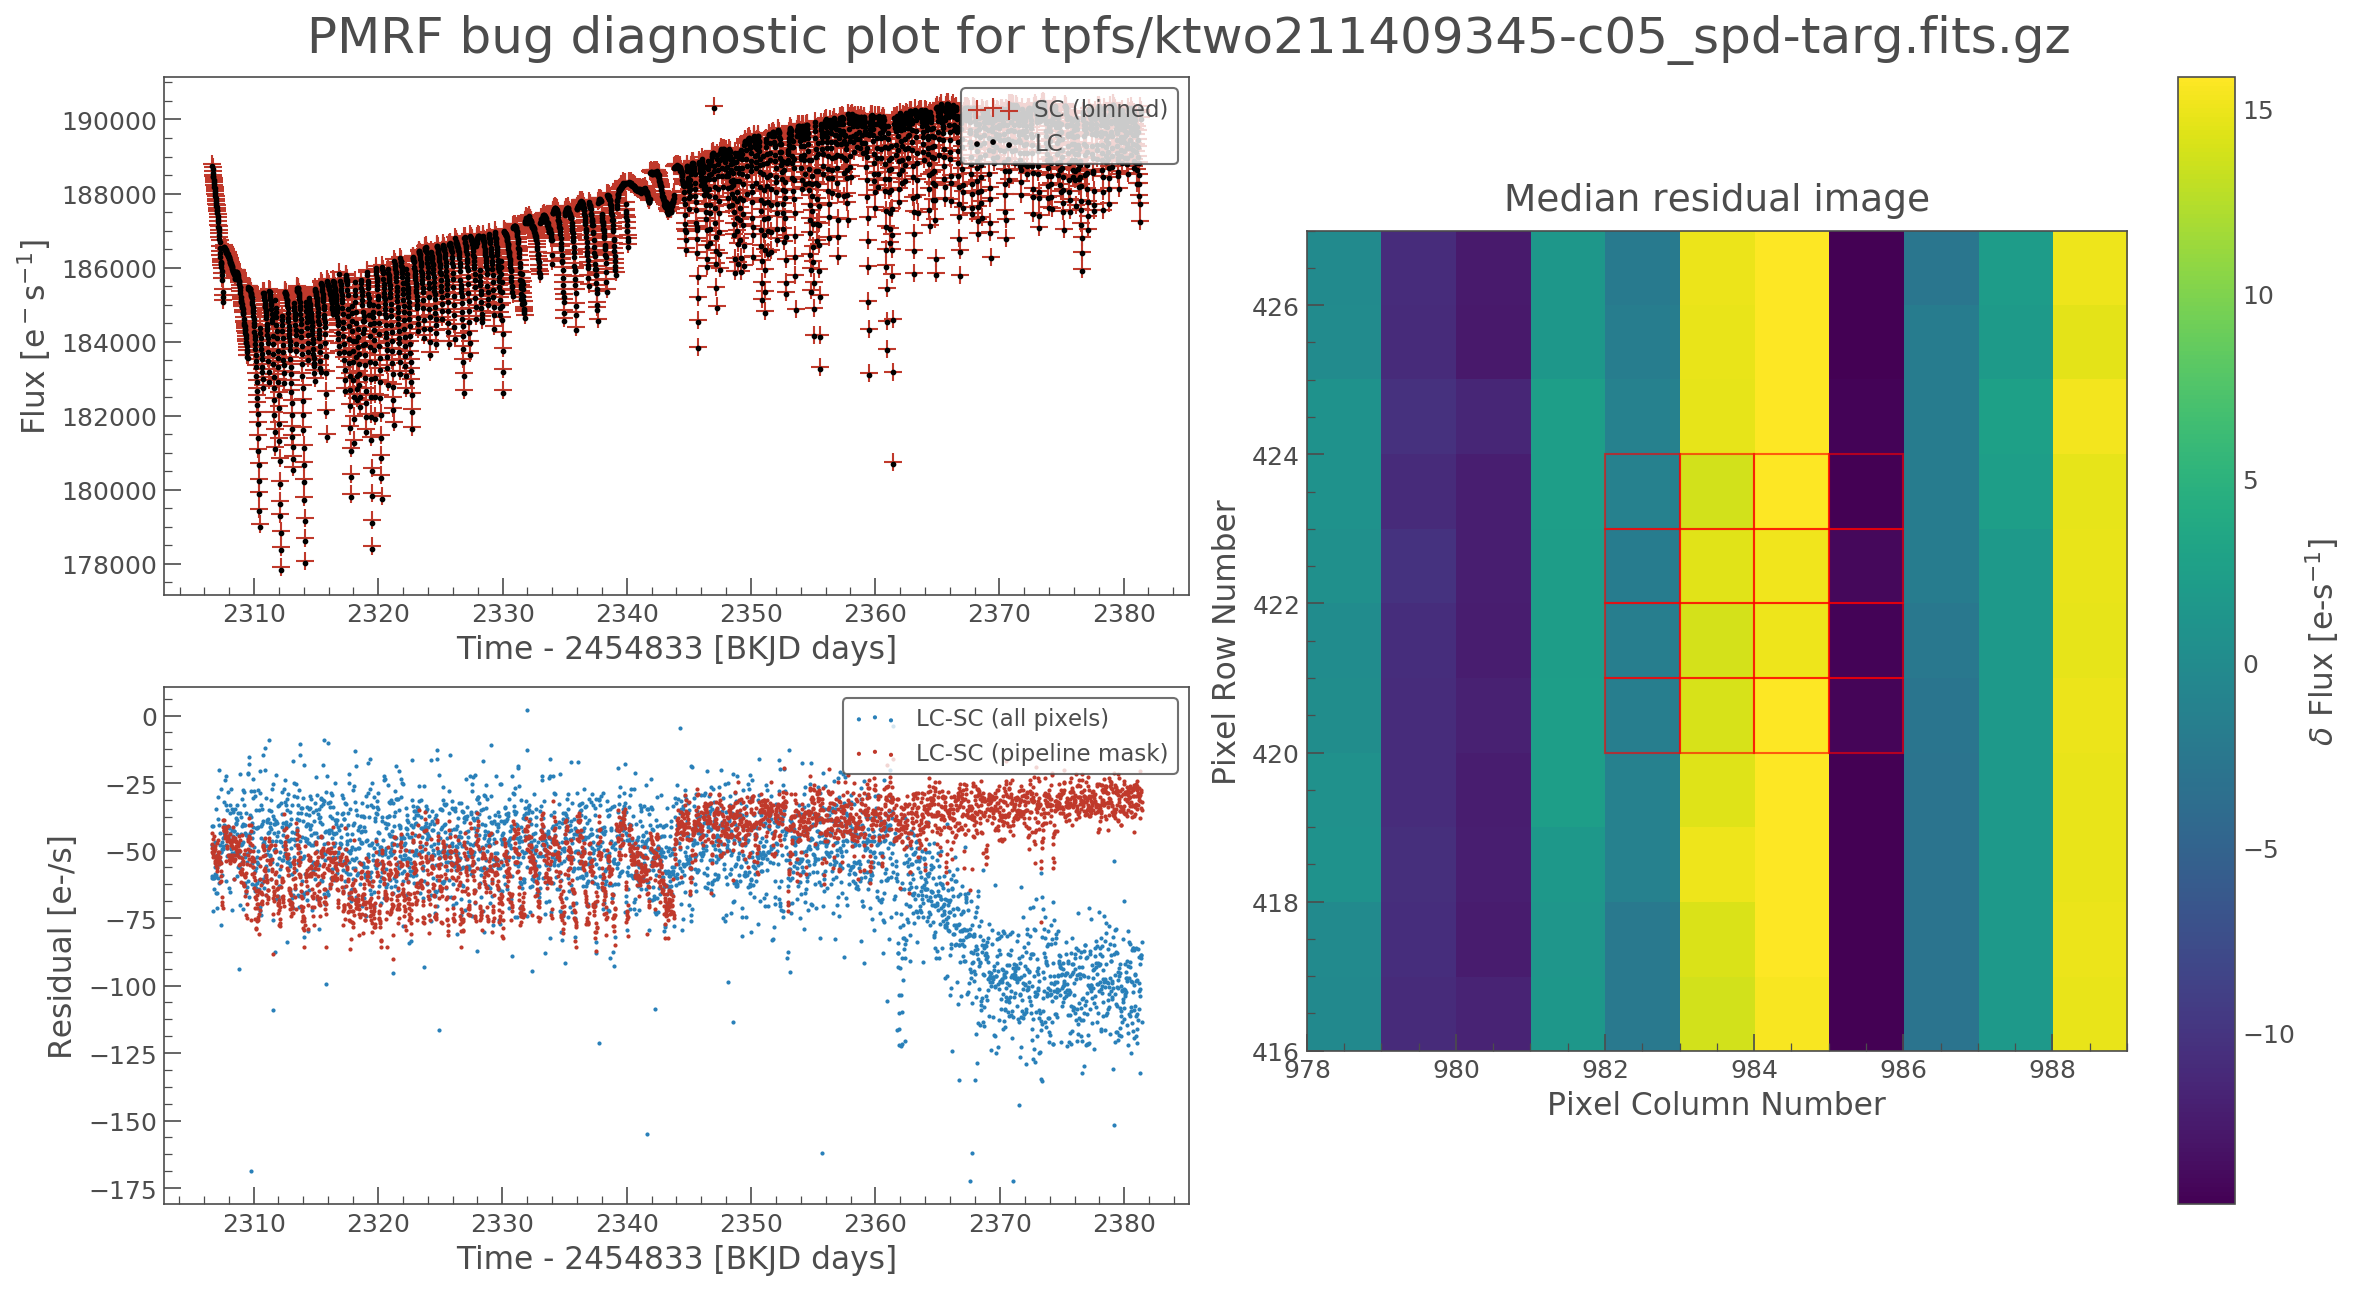 PMRF bug diagnostic plot for tpfs/ktwo211409345-c05_spd-targ.fits.gz
Flux [e⁻ s⁻¹]
190000
188000
186000
184000
182000
180000
178000
SC (binned)
LC
2310 2320 2330 2340 2350 2360 2370 2380
Time - 2454833 [BKJD days]
Residual [e-/s]
0
−25
−50
−75
−100
−125
−150
−175
LC-SC (all pixels)
LC-SC (pipeline mask)
2310 2320 2330 2340 2350 2360 2370 2380
Time - 2454833 [BKJD days]
Median residual image
Pixel Row Number
426
424
422
420
418
416
978 980 982 984 986 988
Pixel Column Number
15
10
5
0
−5
−10
δ Flux [e-s⁻¹]